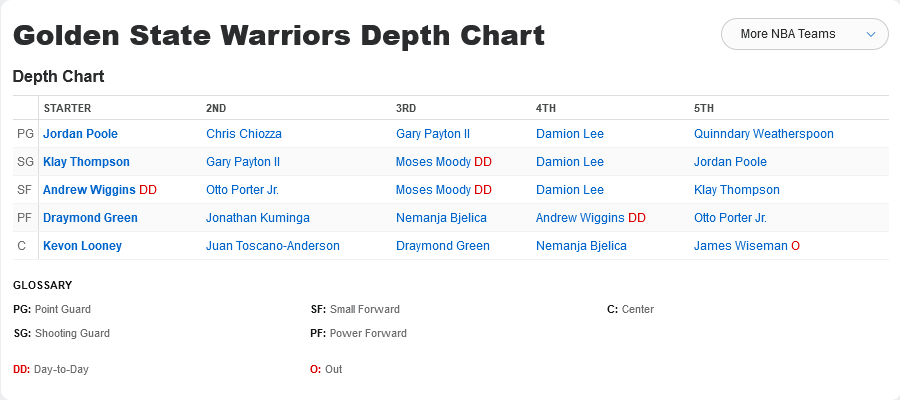 Golden State Warriors Depth Chart
More NBA Teams
Depth Chart
STARTER 2ND 3RD 4TH 5TH
PG Jordan Poole Chris Chiozza Gary Payton II Damion Lee Quinndary Weatherspoon
SG Klay Thompson Gary Payton II Moses Moody DD Damion Lee Jordan Poole
SF Andrew Wiggins DD Otto Porter Jr. Moses Moody DD Damion Lee Klay Thompson
PF Draymond Green Jonathan Kuminga Nemanja Bjelica Andrew Wiggins DD Otto Porter Jr.
C Kevon Looney Juan Toscano-Anderson Draymond Green Nemanja Bjelica James Wiseman O
GLOSSARY
PG: Point Guard SF: Small Forward C: Center
SG: Shooting Guard PF: Power Forward
DD: Day-to-Day O: Out